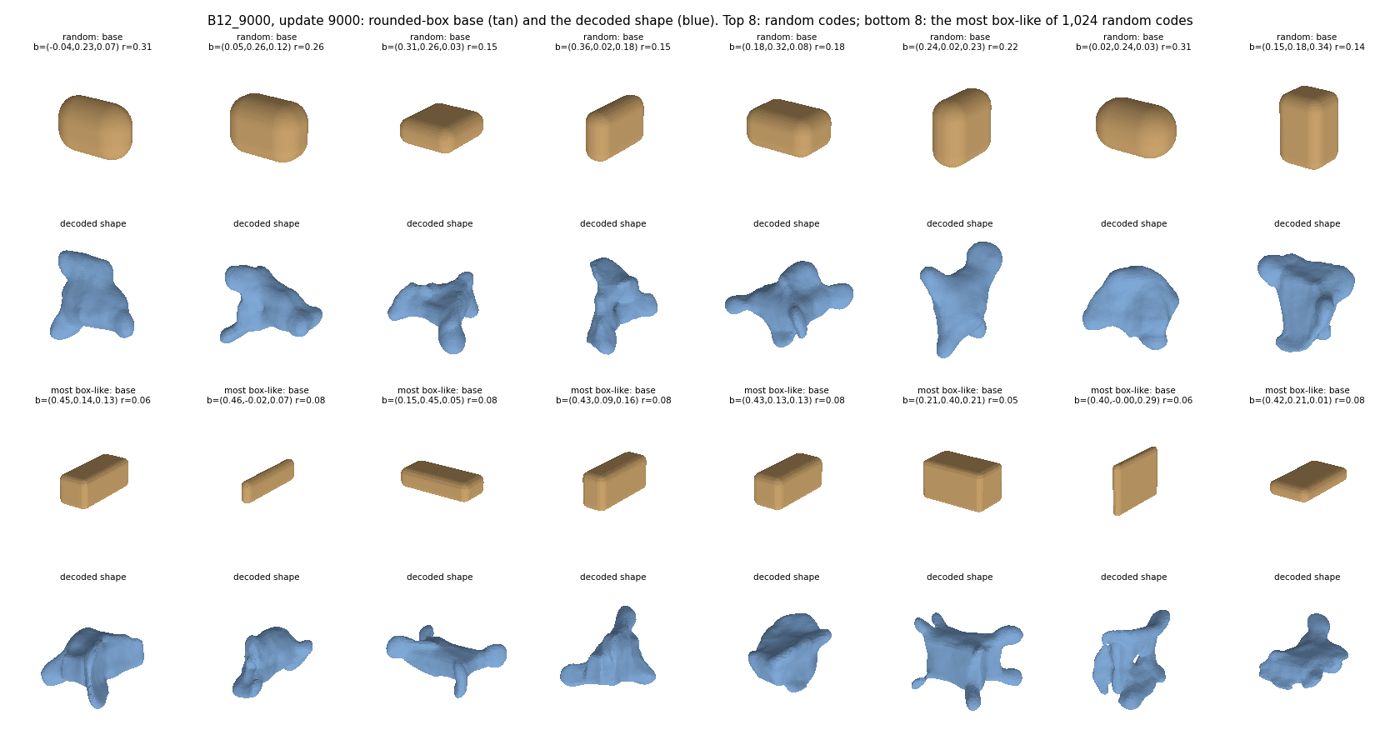 B12_9000, update 9000: rounded-box base (tan) and the decoded shape (blue). Top 8: random codes; bottom 8: the most box-like of 1,024 random codes
random: base random: base random: base random: base random: base random: base random: base random: base
b=(-0.04,0.23,0.07) r=0.31 b=(0.05,0.26,0.12) r=0.26 b=(0.31,0.26,0.03) r=0.15 b=(0.36,0.02,0.18) r=0.15 b=(0.18,0.32,0.08) r=0.18 b=(0.24,0.02,0.23) r=0.22 b=(0.02,0.24,0.03) r=0.31 b=(0.15,0.18,0.34) r=0.14
decoded shape decoded shape decoded shape decoded shape decoded shape decoded shape decoded shape decoded shape
most box-like: base most box-like: base most box-like: base most box-like: base most box-like: base most box-like: base most box-like: base most box-like: base
b=(0.45,0.14,0.13) r=0.06 b=(0.46,-0.02,0.07) r=0.08 b=(0.15,0.45,0.05) r=0.08 b=(0.43,0.09,0.16) r=0.08 b=(0.43,0.13,0.13) r=0.08 b=(0.21,0.40,0.21) r=0.05 b=(0.40,-0.00,0.29) r=0.06 b=(0.42,0.21,0.01) r=0.08
decoded shape decoded shape decoded shape decoded shape decoded shape decoded shape decoded shape decoded shape